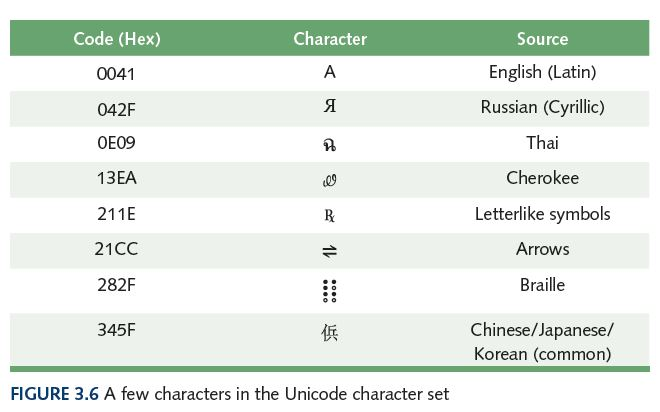 Code (Hex) Character Source
0041 A English (Latin)
042F Я Russian (Cyrillic)
0E09 ฉ Thai
13EA Ꮺ Cherokee
211E ℞ Letterlike symbols
21CC ⇌ Arrows
282F ⠯ Braille
345F 㑟 Chinese/Japanese/
Korean (common)
FIGURE 3.6 A few characters in the Unicode character set